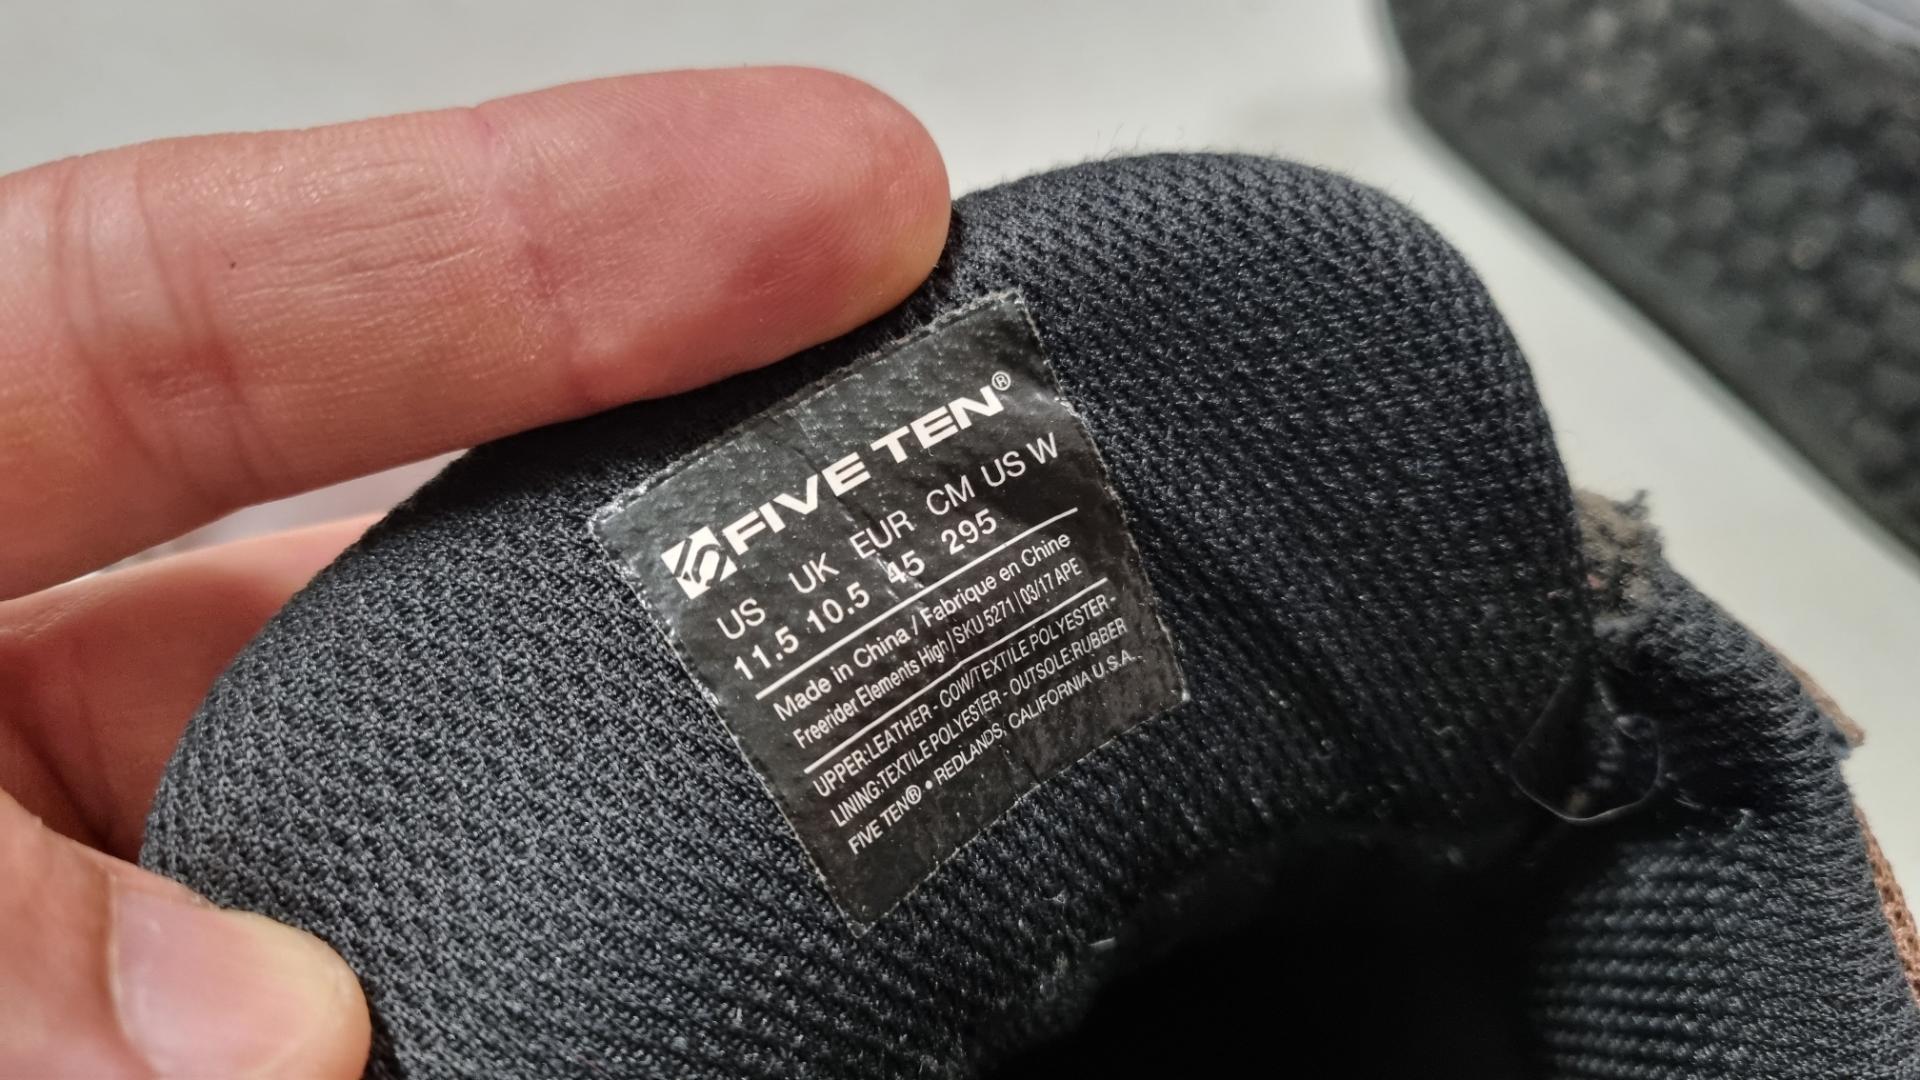 FIVE TEN®
US UK EUR CM US W
11.5 10.5 45 295
Made in China / Fabrique en Chine
Freerider Elements High | SKU 5271 | 03/17 APE
UPPER:LEATHER - COW/TEXTILE POLYESTER -
LINING:TEXTILE POLYESTER - OUTSOLE:RUBBER
FIVE TEN® • REDLANDS, CALIFORNIA U.S.A.